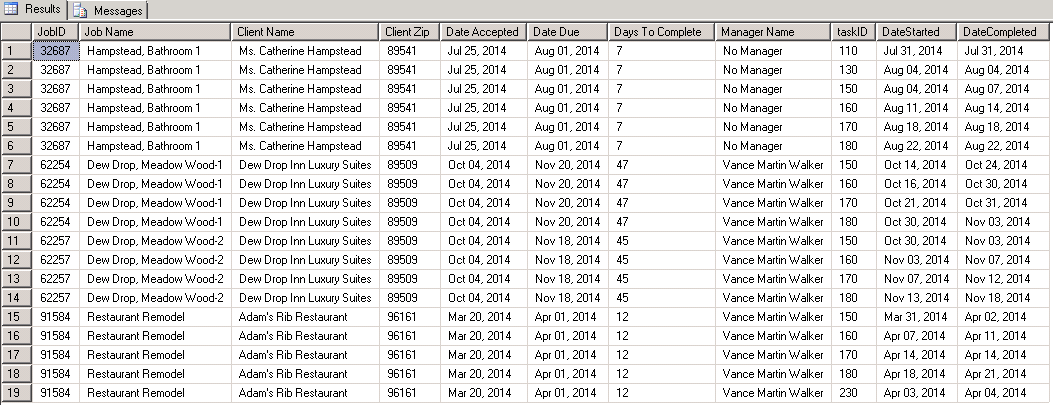 Results Messages
JobID Job Name Client Name Client Zip Date Accepted Date Due Days To Complete Manager Name taskID DateStarted DateCompleted
1 32687 Hampstead, Bathroom 1 Ms. Catherine Hampstead 89541 Jul 25, 2014 Aug 01, 2014 7 No Manager 110 Jul 31, 2014 Jul 31, 2014
2 32687 Hampstead, Bathroom 1 Ms. Catherine Hampstead 89541 Jul 25, 2014 Aug 01, 2014 7 No Manager 130 Aug 04, 2014 Aug 04, 2014
3 32687 Hampstead, Bathroom 1 Ms. Catherine Hampstead 89541 Jul 25, 2014 Aug 01, 2014 7 No Manager 150 Aug 04, 2014 Aug 07, 2014
4 32687 Hampstead, Bathroom 1 Ms. Catherine Hampstead 89541 Jul 25, 2014 Aug 01, 2014 7 No Manager 160 Aug 11, 2014 Aug 14, 2014
5 32687 Hampstead, Bathroom 1 Ms. Catherine Hampstead 89541 Jul 25, 2014 Aug 01, 2014 7 No Manager 170 Aug 18, 2014 Aug 18, 2014
6 32687 Hampstead, Bathroom 1 Ms. Catherine Hampstead 89541 Jul 25, 2014 Aug 01, 2014 7 No Manager 180 Aug 22, 2014 Aug 22, 2014
7 62254 Dew Drop, Meadow Wood-1 Dew Drop Inn Luxury Suites 89509 Oct 04, 2014 Nov 20, 2014 47 Vance Martin Walker 150 Oct 14, 2014 Oct 24, 2014
8 62254 Dew Drop, Meadow Wood-1 Dew Drop Inn Luxury Suites 89509 Oct 04, 2014 Nov 20, 2014 47 Vance Martin Walker 160 Oct 16, 2014 Oct 30, 2014
9 62254 Dew Drop, Meadow Wood-1 Dew Drop Inn Luxury Suites 89509 Oct 04, 2014 Nov 20, 2014 47 Vance Martin Walker 170 Oct 21, 2014 Oct 31, 2014
10 62254 Dew Drop, Meadow Wood-1 Dew Drop Inn Luxury Suites 89509 Oct 04, 2014 Nov 20, 2014 47 Vance Martin Walker 180 Oct 30, 2014 Nov 03, 2014
11 62257 Dew Drop, Meadow Wood-2 Dew Drop Inn Luxury Suites 89509 Oct 04, 2014 Nov 18, 2014 45 Vance Martin Walker 150 Oct 30, 2014 Nov 03, 2014
12 62257 Dew Drop, Meadow Wood-2 Dew Drop Inn Luxury Suites 89509 Oct 04, 2014 Nov 18, 2014 45 Vance Martin Walker 160 Nov 03, 2014 Nov 07, 2014
13 62257 Dew Drop, Meadow Wood-2 Dew Drop Inn Luxury Suites 89509 Oct 04, 2014 Nov 18, 2014 45 Vance Martin Walker 170 Nov 07, 2014 Nov 12, 2014
14 62257 Dew Drop, Meadow Wood-2 Dew Drop Inn Luxury Suites 89509 Oct 04, 2014 Nov 18, 2014 45 Vance Martin Walker 180 Nov 13, 2014 Nov 18, 2014
15 91584 Restaurant Remodel Adam's Rib Restaurant 96161 Mar 20, 2014 Apr 01, 2014 12 Vance Martin Walker 150 Mar 31, 2014 Apr 02, 2014
16 91584 Restaurant Remodel Adam's Rib Restaurant 96161 Mar 20, 2014 Apr 01, 2014 12 Vance Martin Walker 160 Apr 07, 2014 Apr 11, 2014
17 91584 Restaurant Remodel Adam's Rib Restaurant 96161 Mar 20, 2014 Apr 01, 2014 12 Vance Martin Walker 170 Apr 14, 2014 Apr 14, 2014
18 91584 Restaurant Remodel Adam's Rib Restaurant 96161 Mar 20, 2014 Apr 01, 2014 12 Vance Martin Walker 180 Apr 18, 2014 Apr 21, 2014
19 91584 Restaurant Remodel Adam's Rib Restaurant 96161 Mar 20, 2014 Apr 01, 2014 12 Vance Martin Walker 230 Apr 03, 2014 Apr 04, 2014